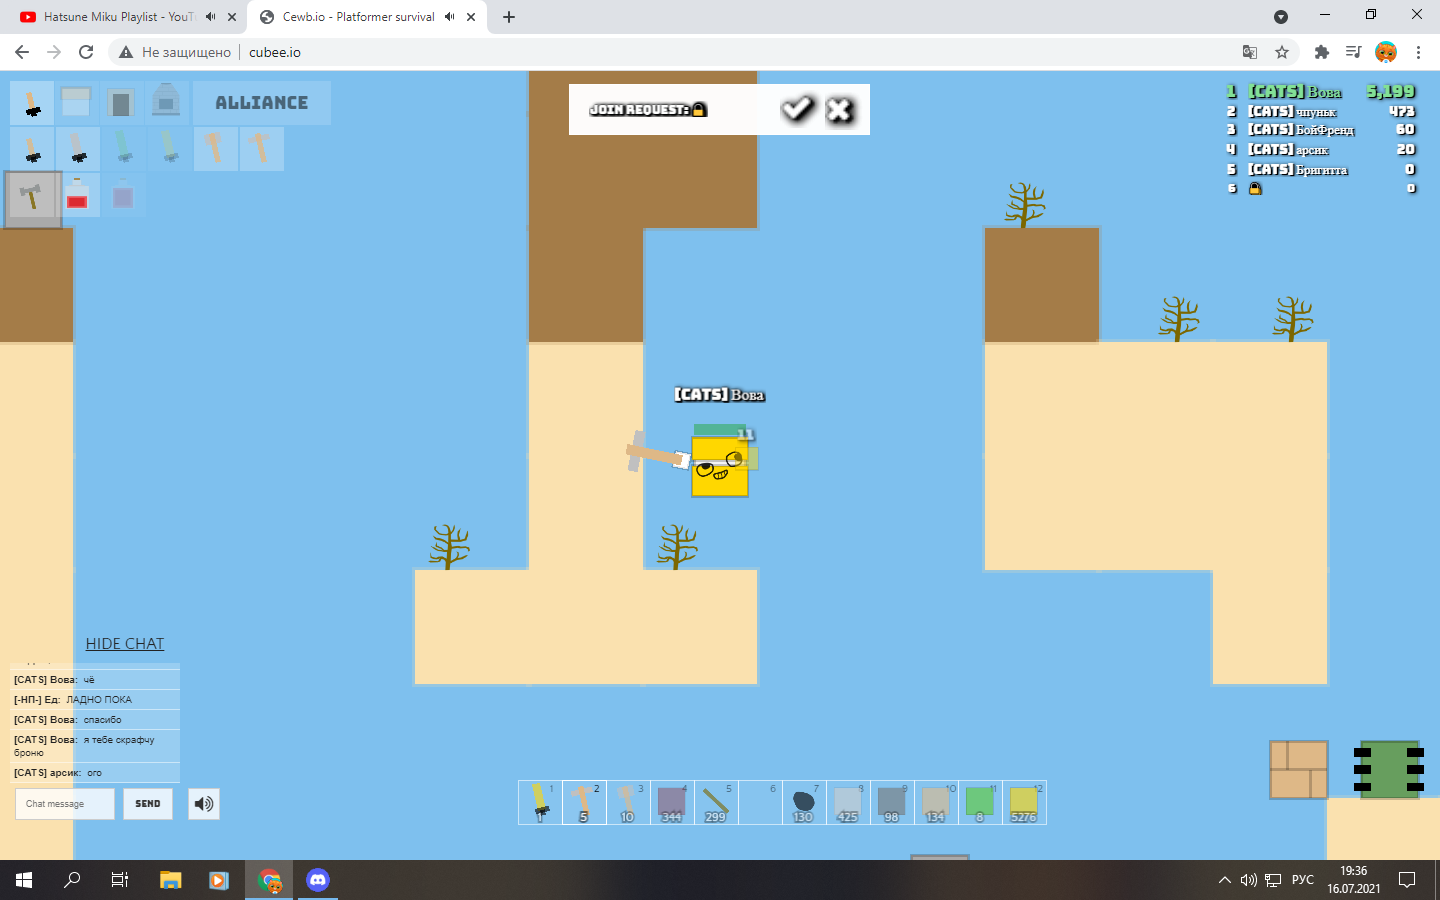 Hatsune Miku Playlist - YouT
Cewb.io - Platformer survival
Не защищено
cubee.io
ALLIANCE
JOIN REQUEST:🔒
1 [CATS] Вова 5,199
2 [CATS] чпуньк 473
3 [CATS] БойФренд 60
4 [CATS] арсик 20
5 [CATS] Бригитта 0
6 🔒 0
[CATS] Вова
11
HIDE CHAT
[CATS] Вова: чё
[-НП-] Ед: ЛАДНО ПОКА
[CATS] Вова: спасибо
[CATS] Вова: я тебе скрафчу
броню
[CATS] арсик: ого
Chat message
SEND
1 2 3 4 5 6 7 8 9 10 11 12
1 5 10 344 299 130 425 98 134 8 5276
РУС
19:36
16.07.2021